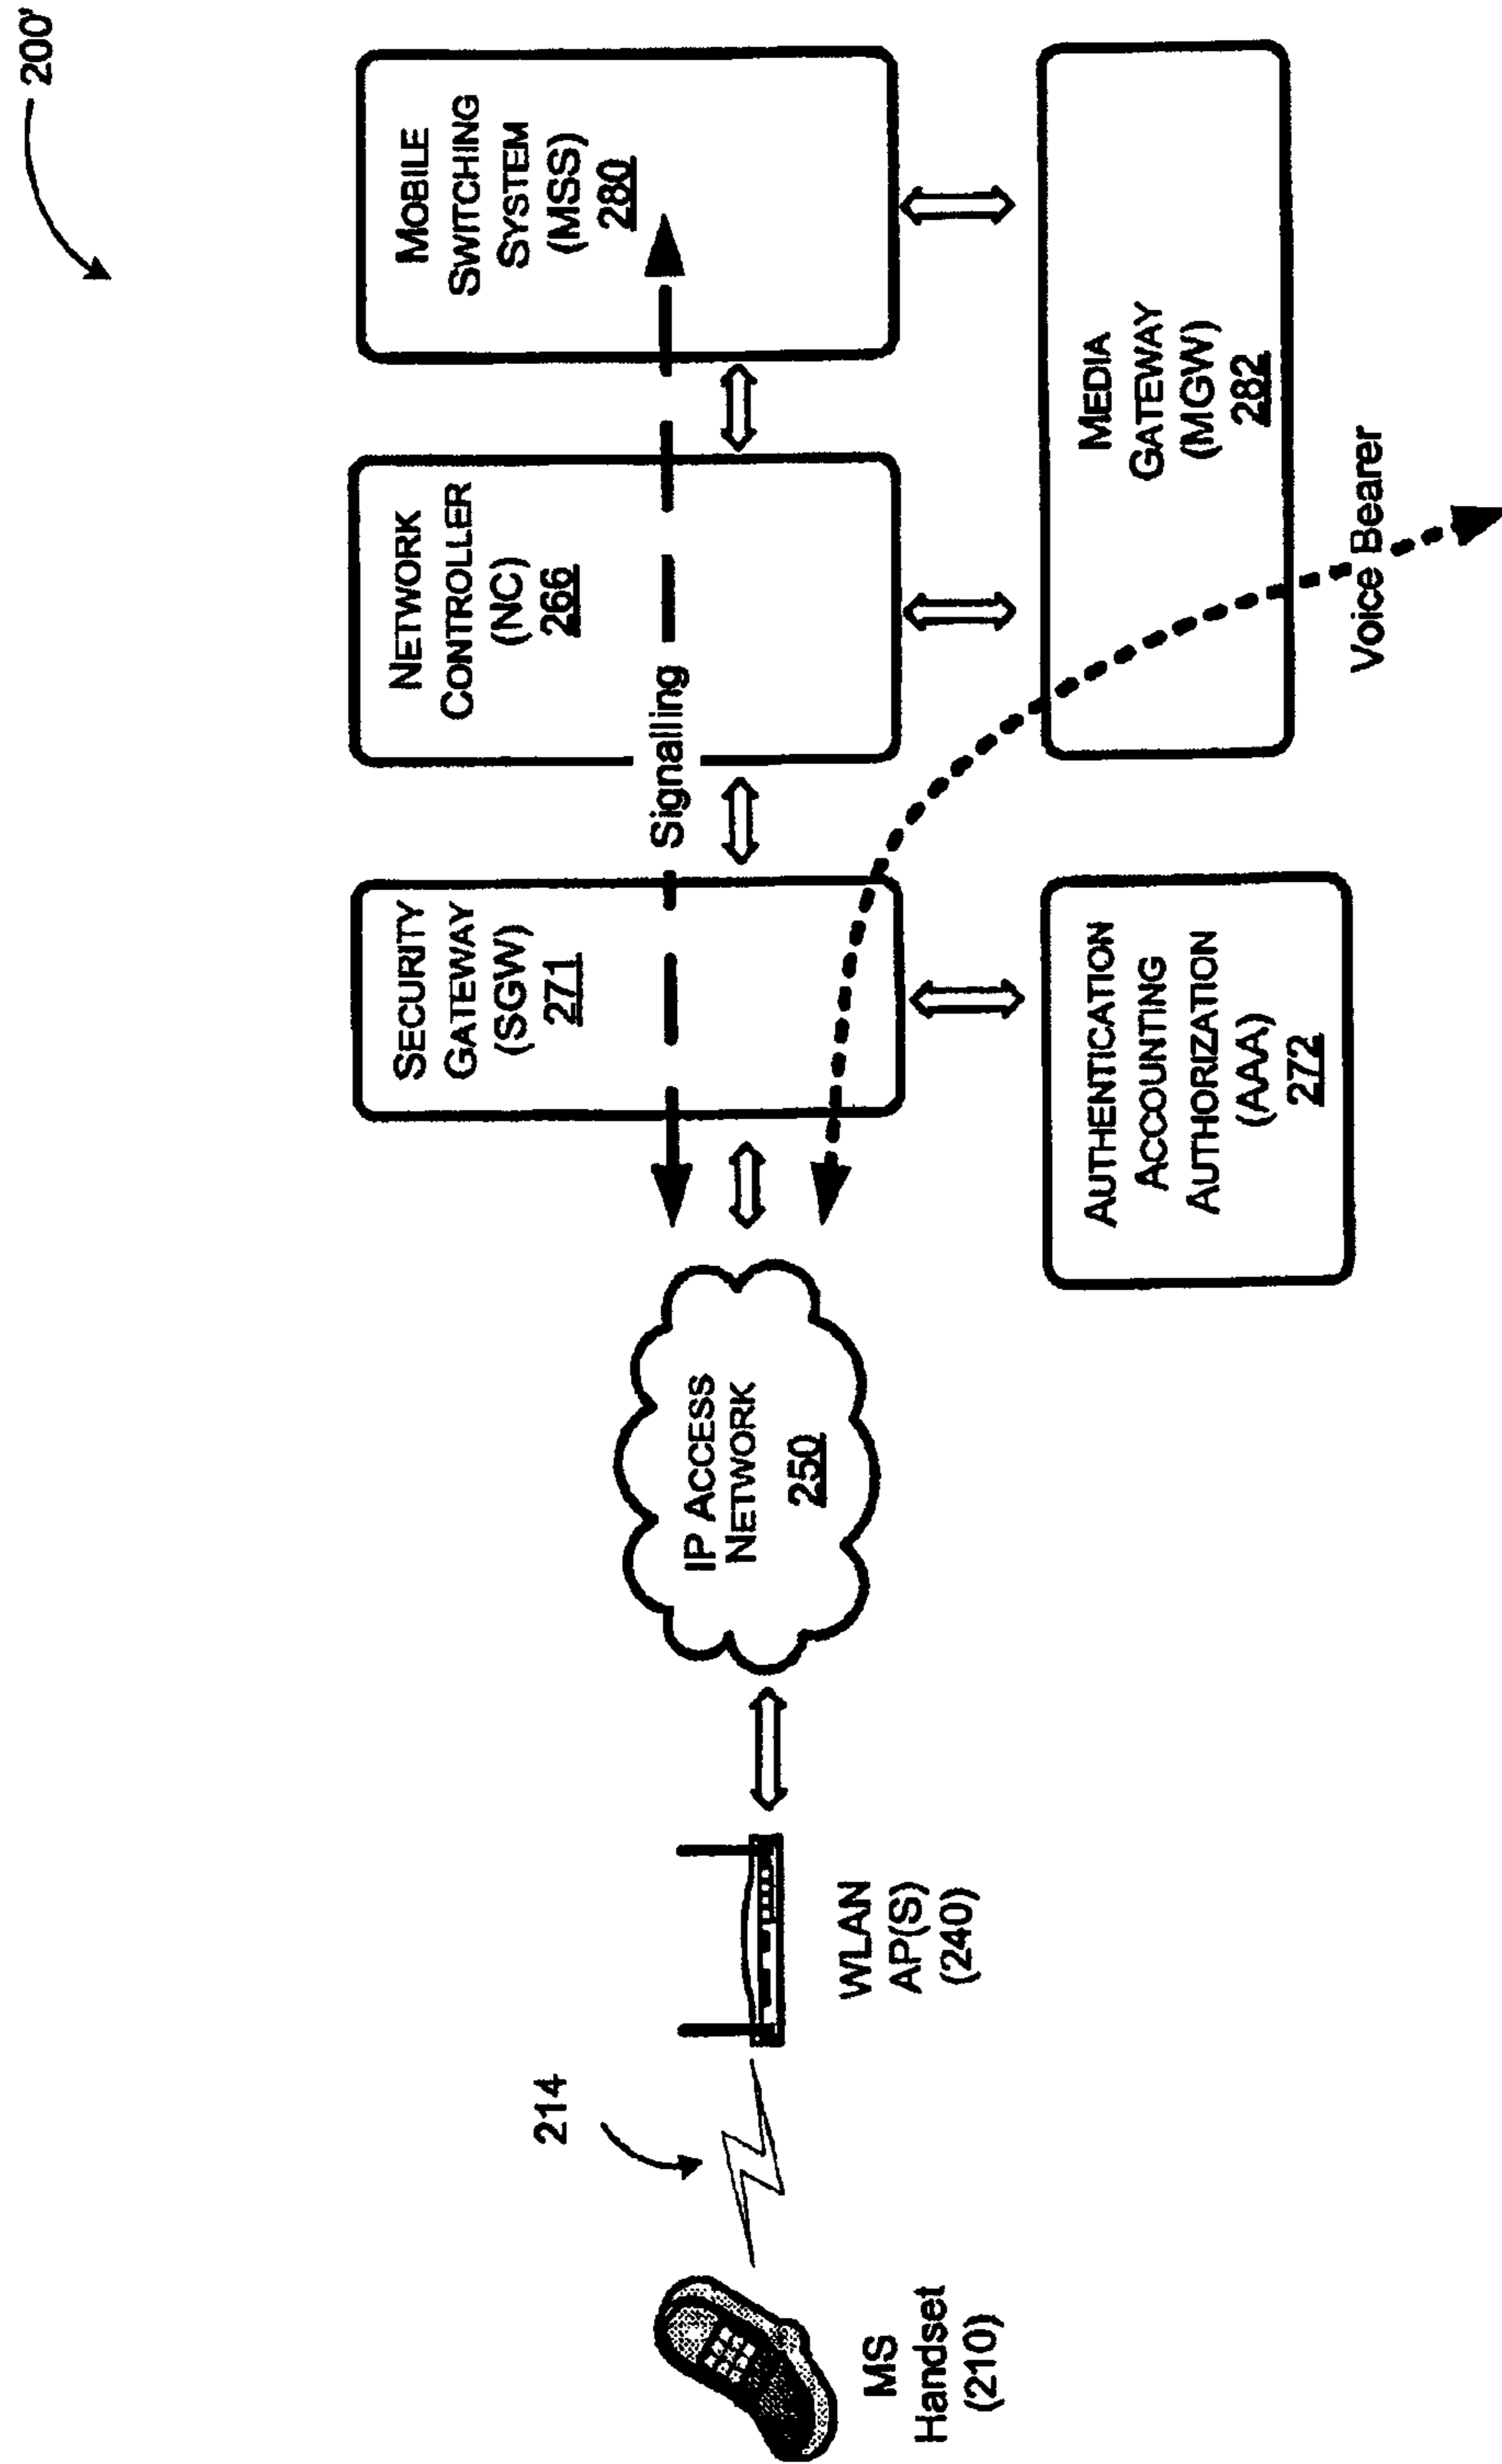 200'
MOBILE
SWITCHING
SYSTEM
(MSS)
280
NETWORK
CONTROLLER
(NC)
266
SECURITY
GATEWAY
(SGW)
271
Signalling
MEDIA
GATEWAY
(MGW)
282
Voice Bearer
AUTHENTICATION
ACCOUNTING
AUTHORIZATION
(AAA)
272
IP ACCESS
NETWORK
250
WLAN
AP(S)
(240)
214
MS
Handset
(210)